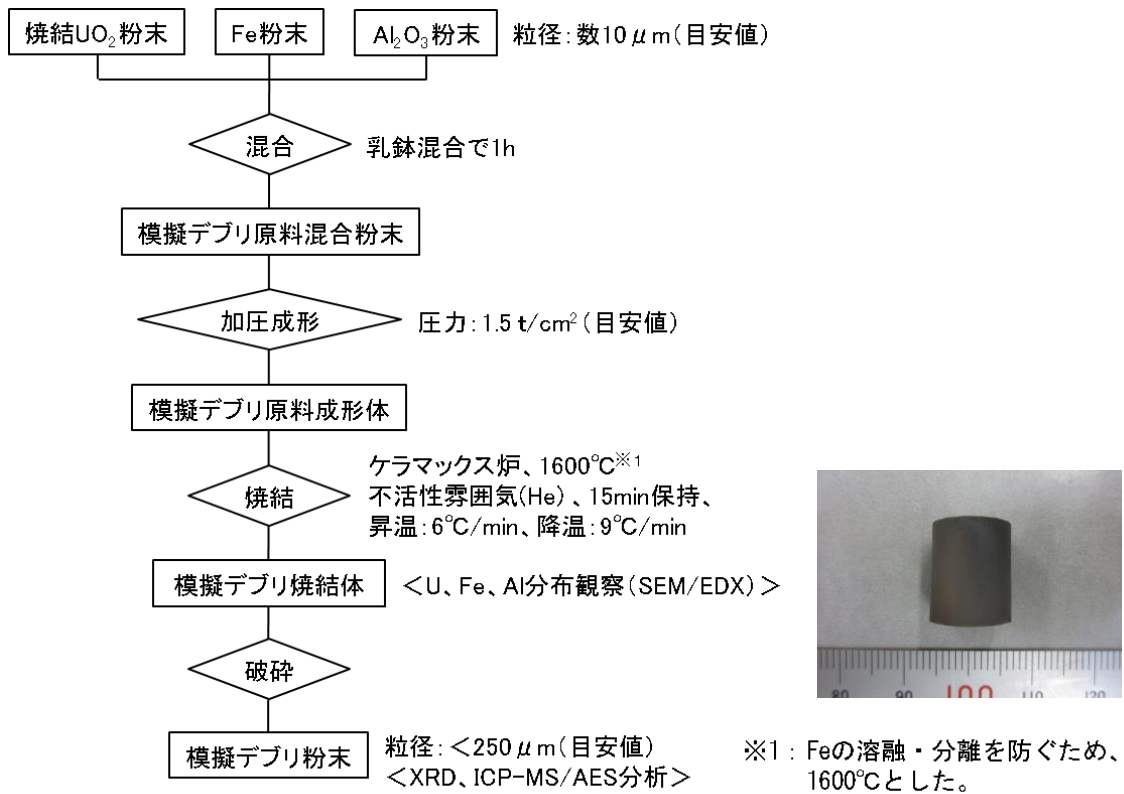 焼結UO₂粉末
Fe粉末
Al₂O₃粉末
粒径:数10μm(目安値)
混合
乳鉢混合で1h
模擬デブリ原料混合粉末
加圧成形
圧力:1.5 t/cm²(目安値)
模擬デブリ原料成形体
焼結
ケラマックス炉、1600℃※1
不活性雰囲気(He)、15min保持、
昇温:6℃/min、降温:9℃/min
模擬デブリ焼結体
<U、Fe、Al分布観察(SEM/EDX)>
破砕
模擬デブリ粉末
粒径:<250μm(目安値)
<XRD、ICP-MS/AES分析>
80 90 100 110 120
※1:Feの溶融・分離を防ぐため、
1600℃とした。